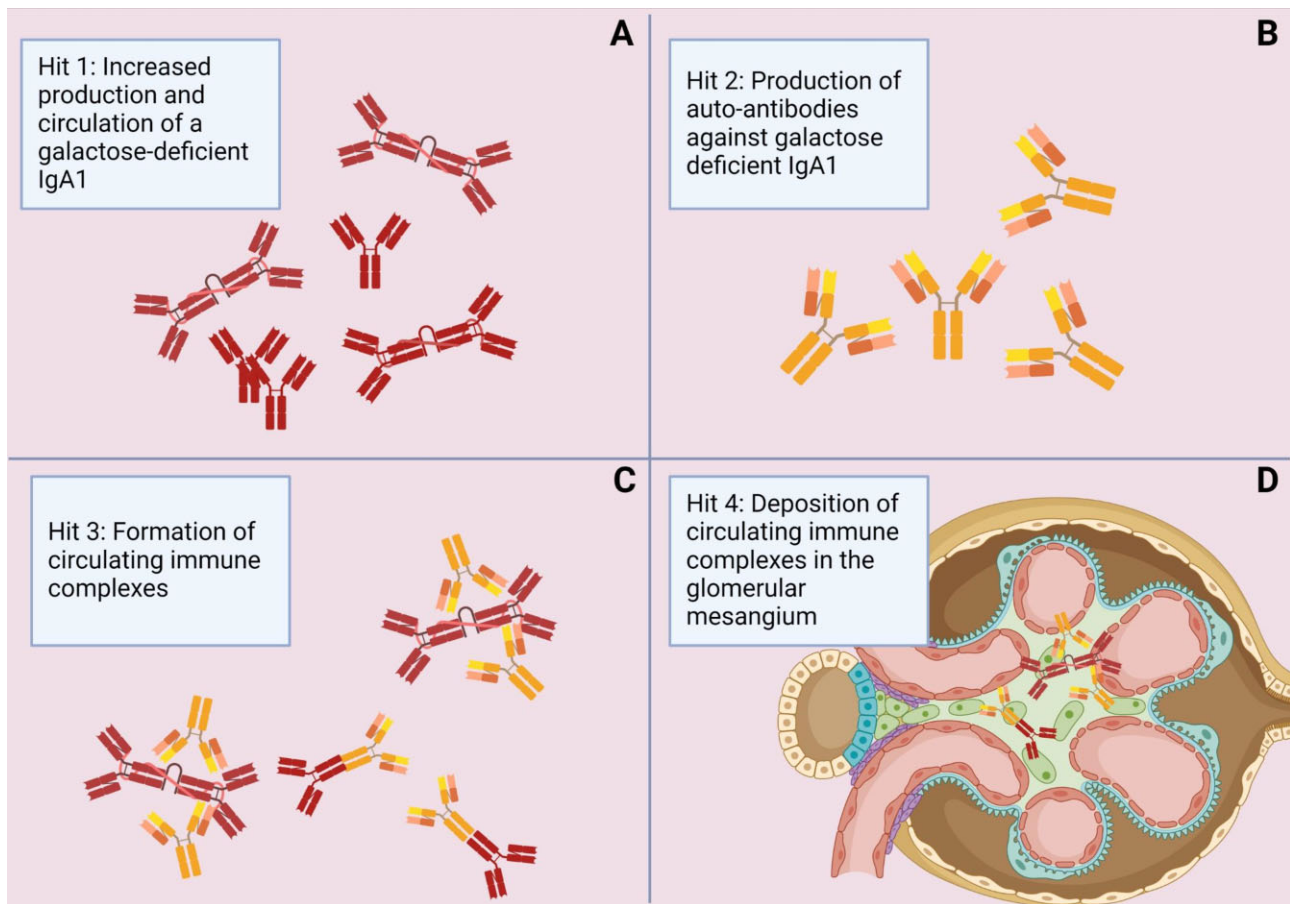 A
Hit 1: Increased
production and
circulation of a
galactose-deficient
IgA1
B
Hit 2: Production of
auto-antibodies
against galactose
deficient IgA1
C
Hit 3: Formation of
circulating immune
complexes
D
Hit 4: Deposition of
circulating immune
complexes in the
glomerular
mesangium